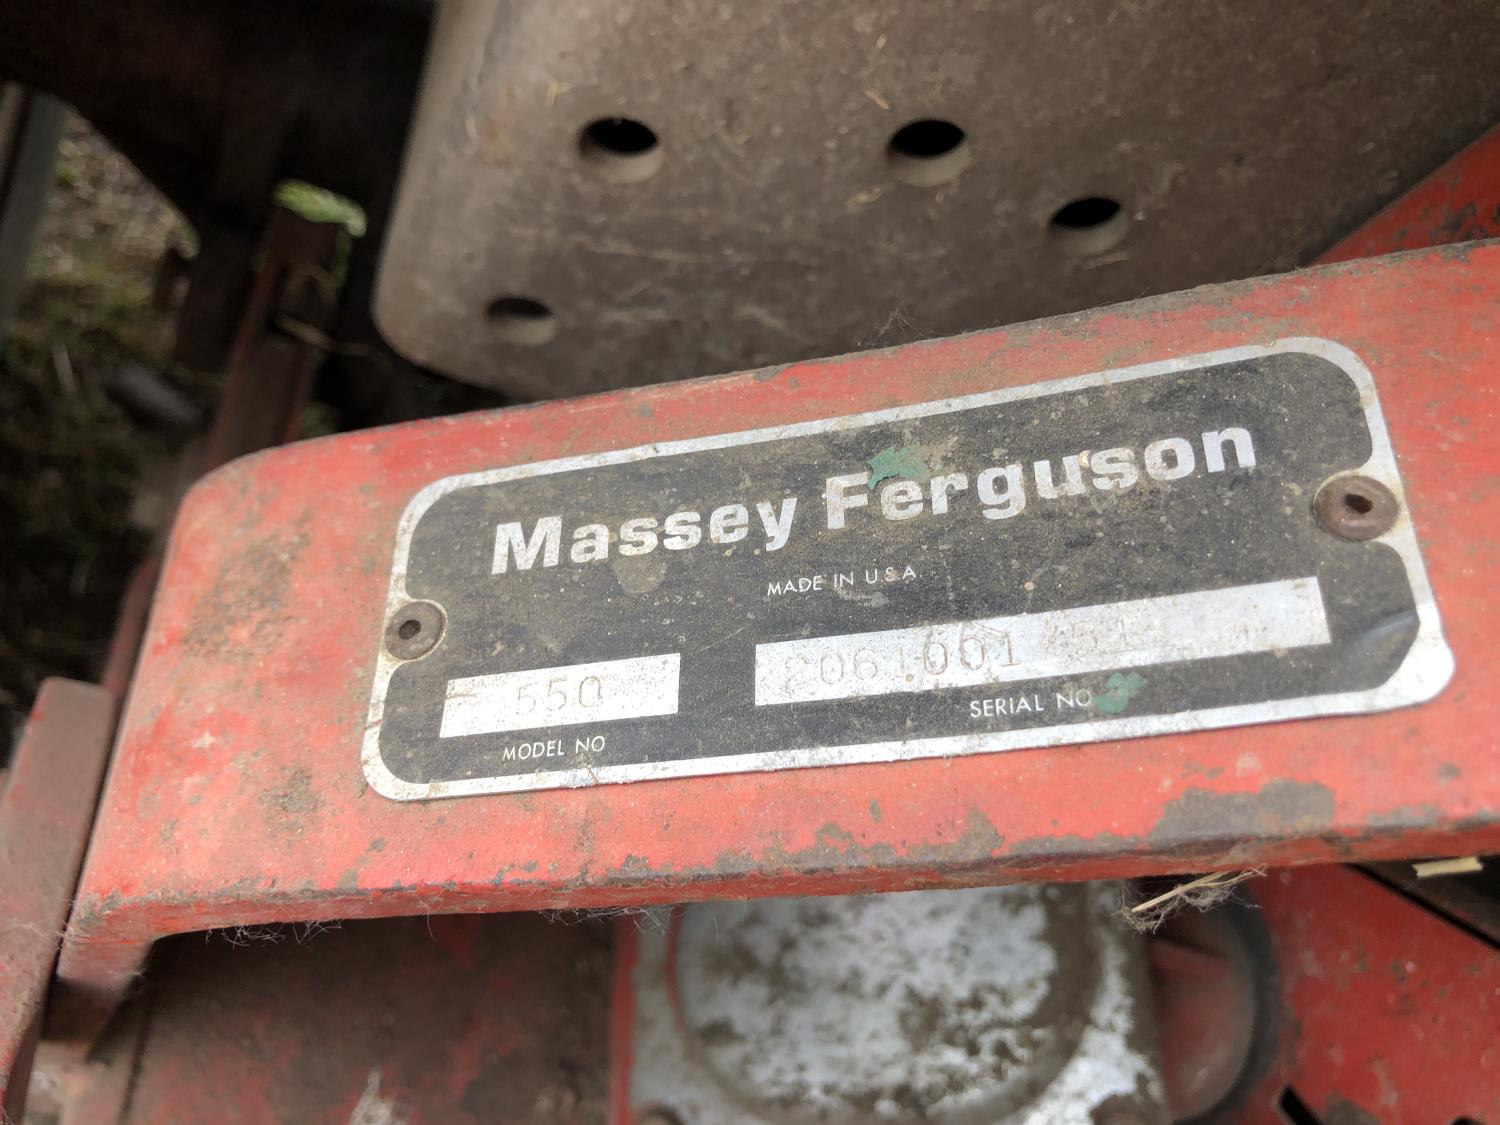 Massey Ferguson
MADE IN U.S.A
550
MODEL NO
SERIAL NO